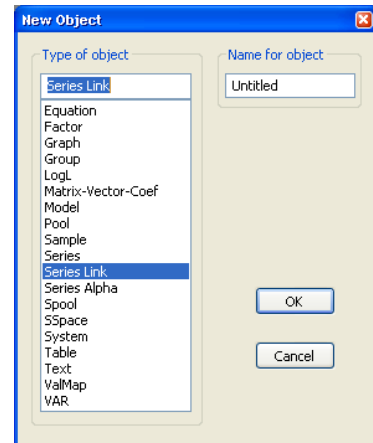 New Object
Type of object
Name for object
Series Link
Untitled
Equation
Factor
Graph
Group
LogL
Matrix-Vector-Coef
Model
Pool
Sample
Series
Series Link
Series Alpha
Spool
SSpace
System
Table
Text
ValMap
VAR
OK
Cancel